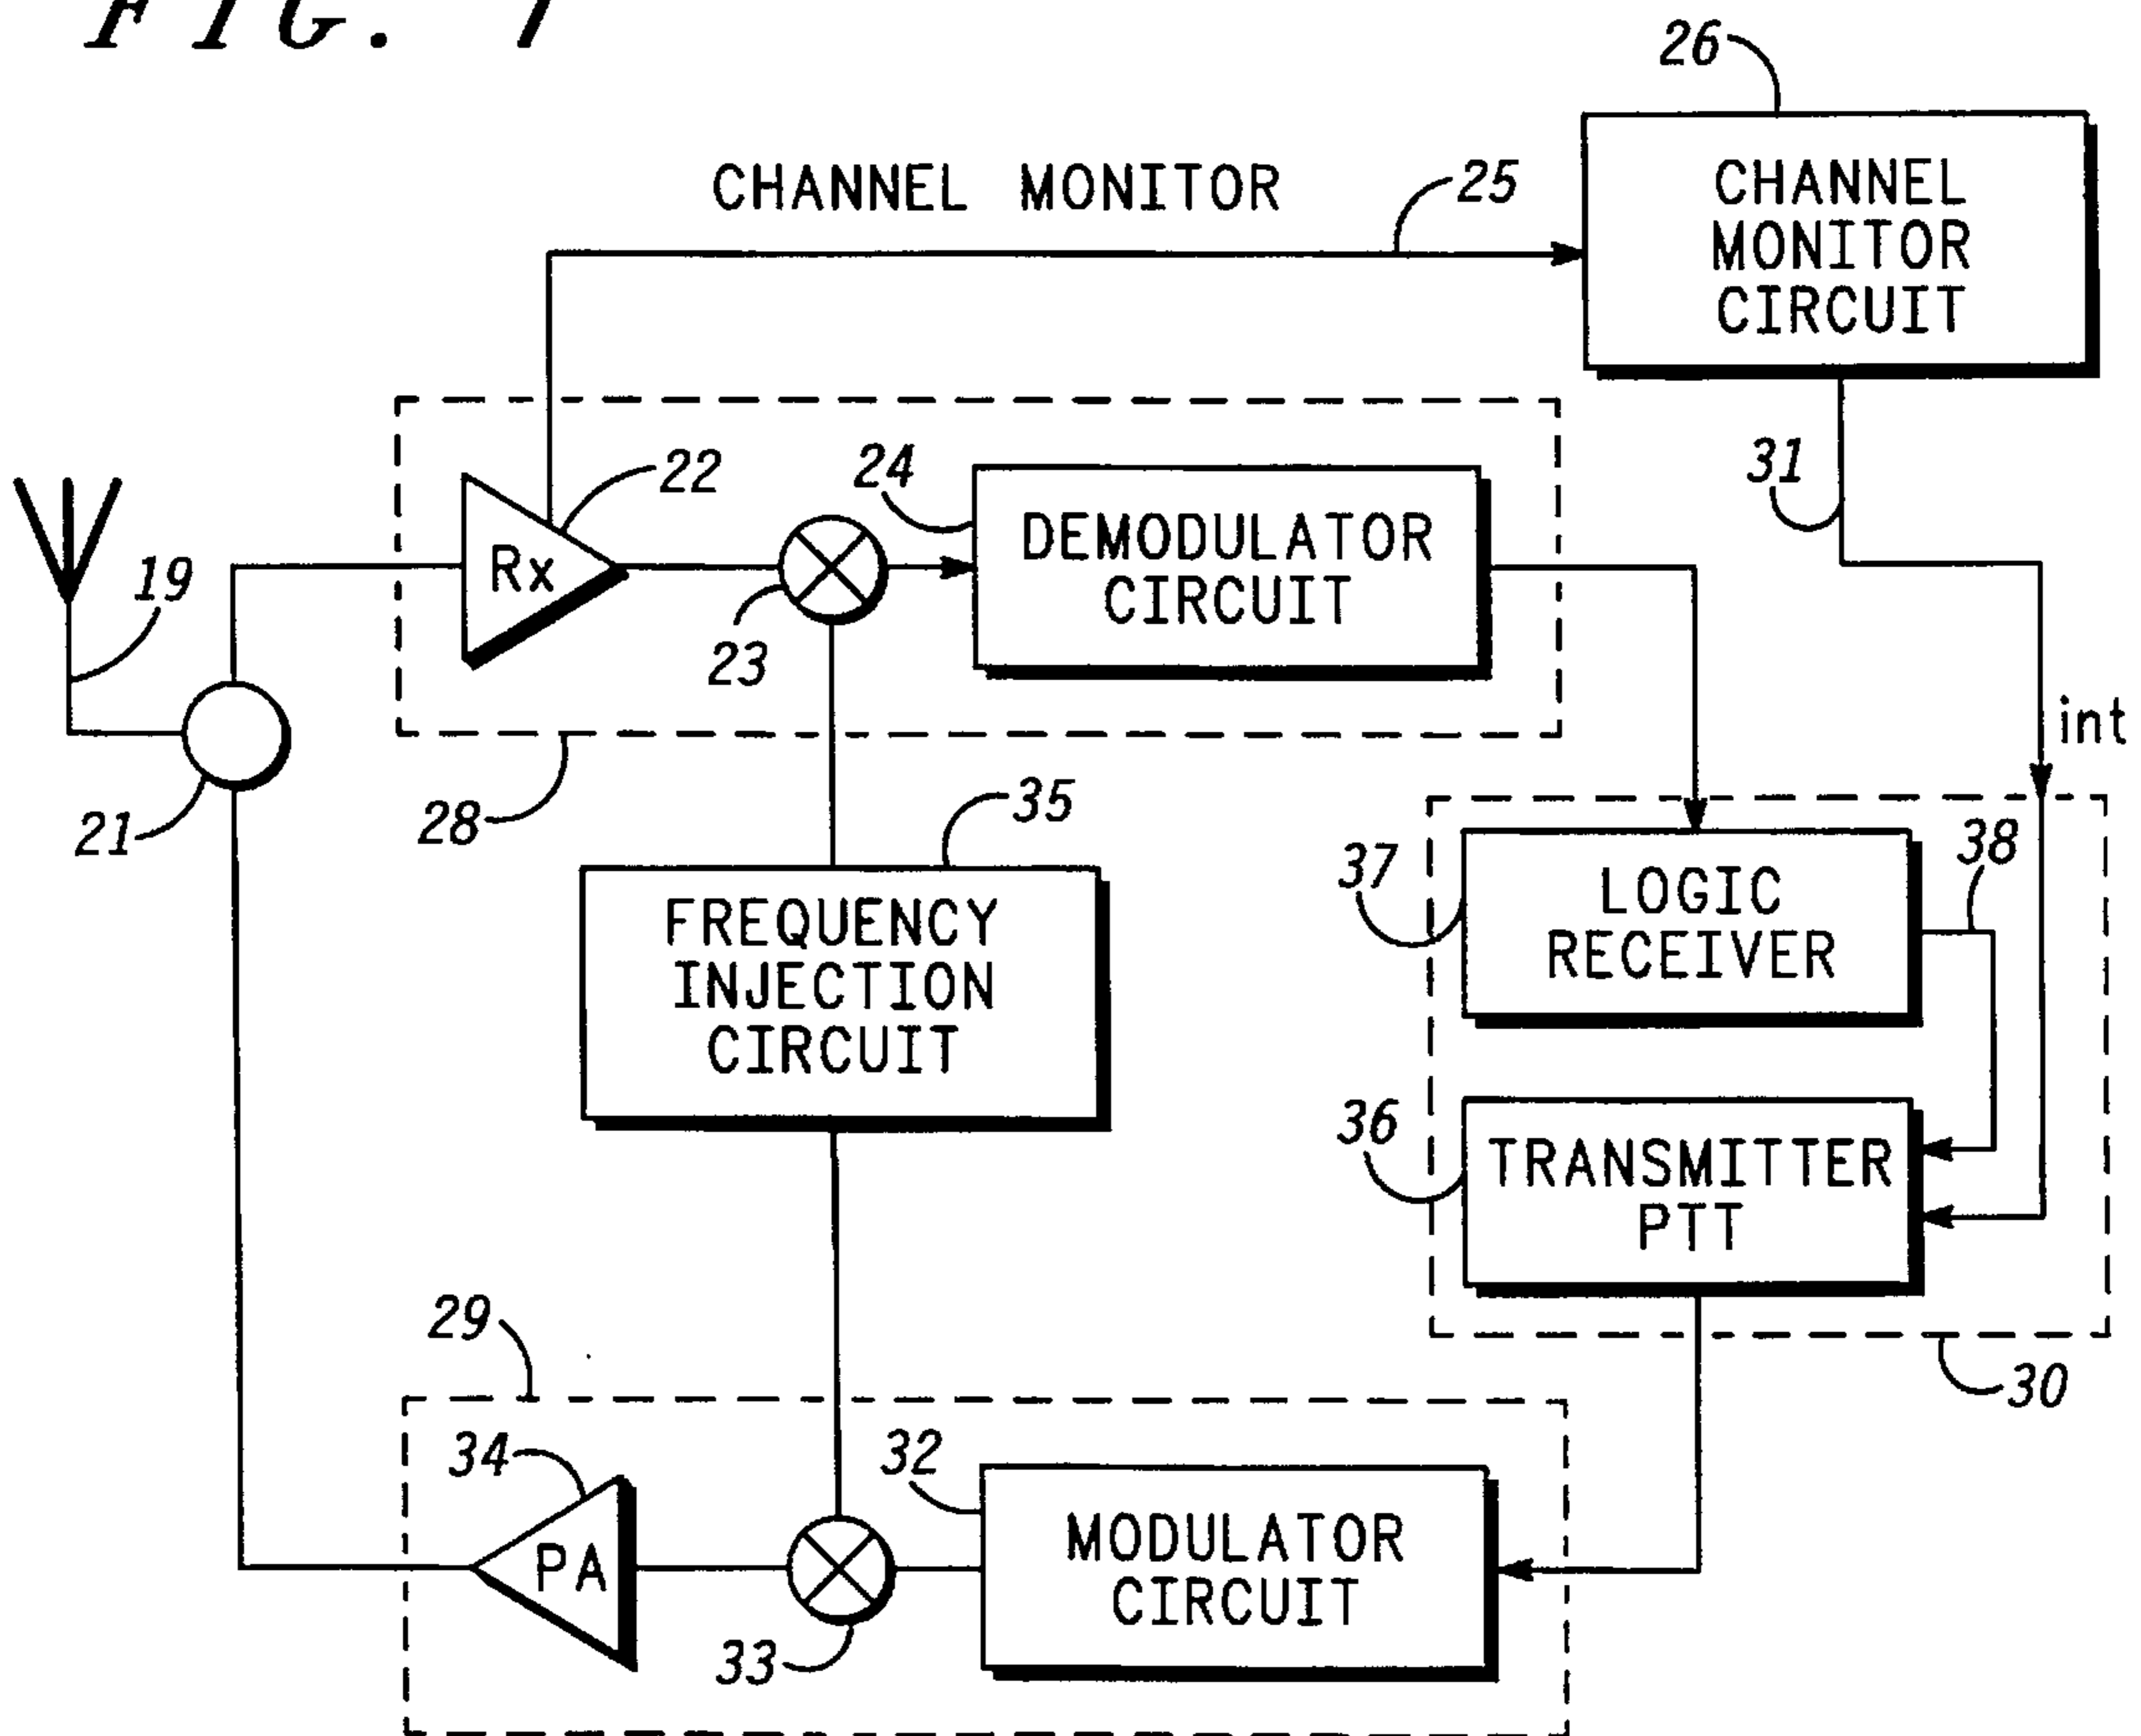 FIG. 1
26
CHANNEL MONITOR
25
CHANNEL
MONITOR
CIRCUIT
22
24
31
Rx
DEMODULATOR
CIRCUIT
19
23
int
21
28
35
37
38
LOGIC
RECEIVER
FREQUENCY
INJECTION
CIRCUIT
36
TRANSMITTER
PTT
29
30
34
32
PA
MODULATOR
CIRCUIT
33